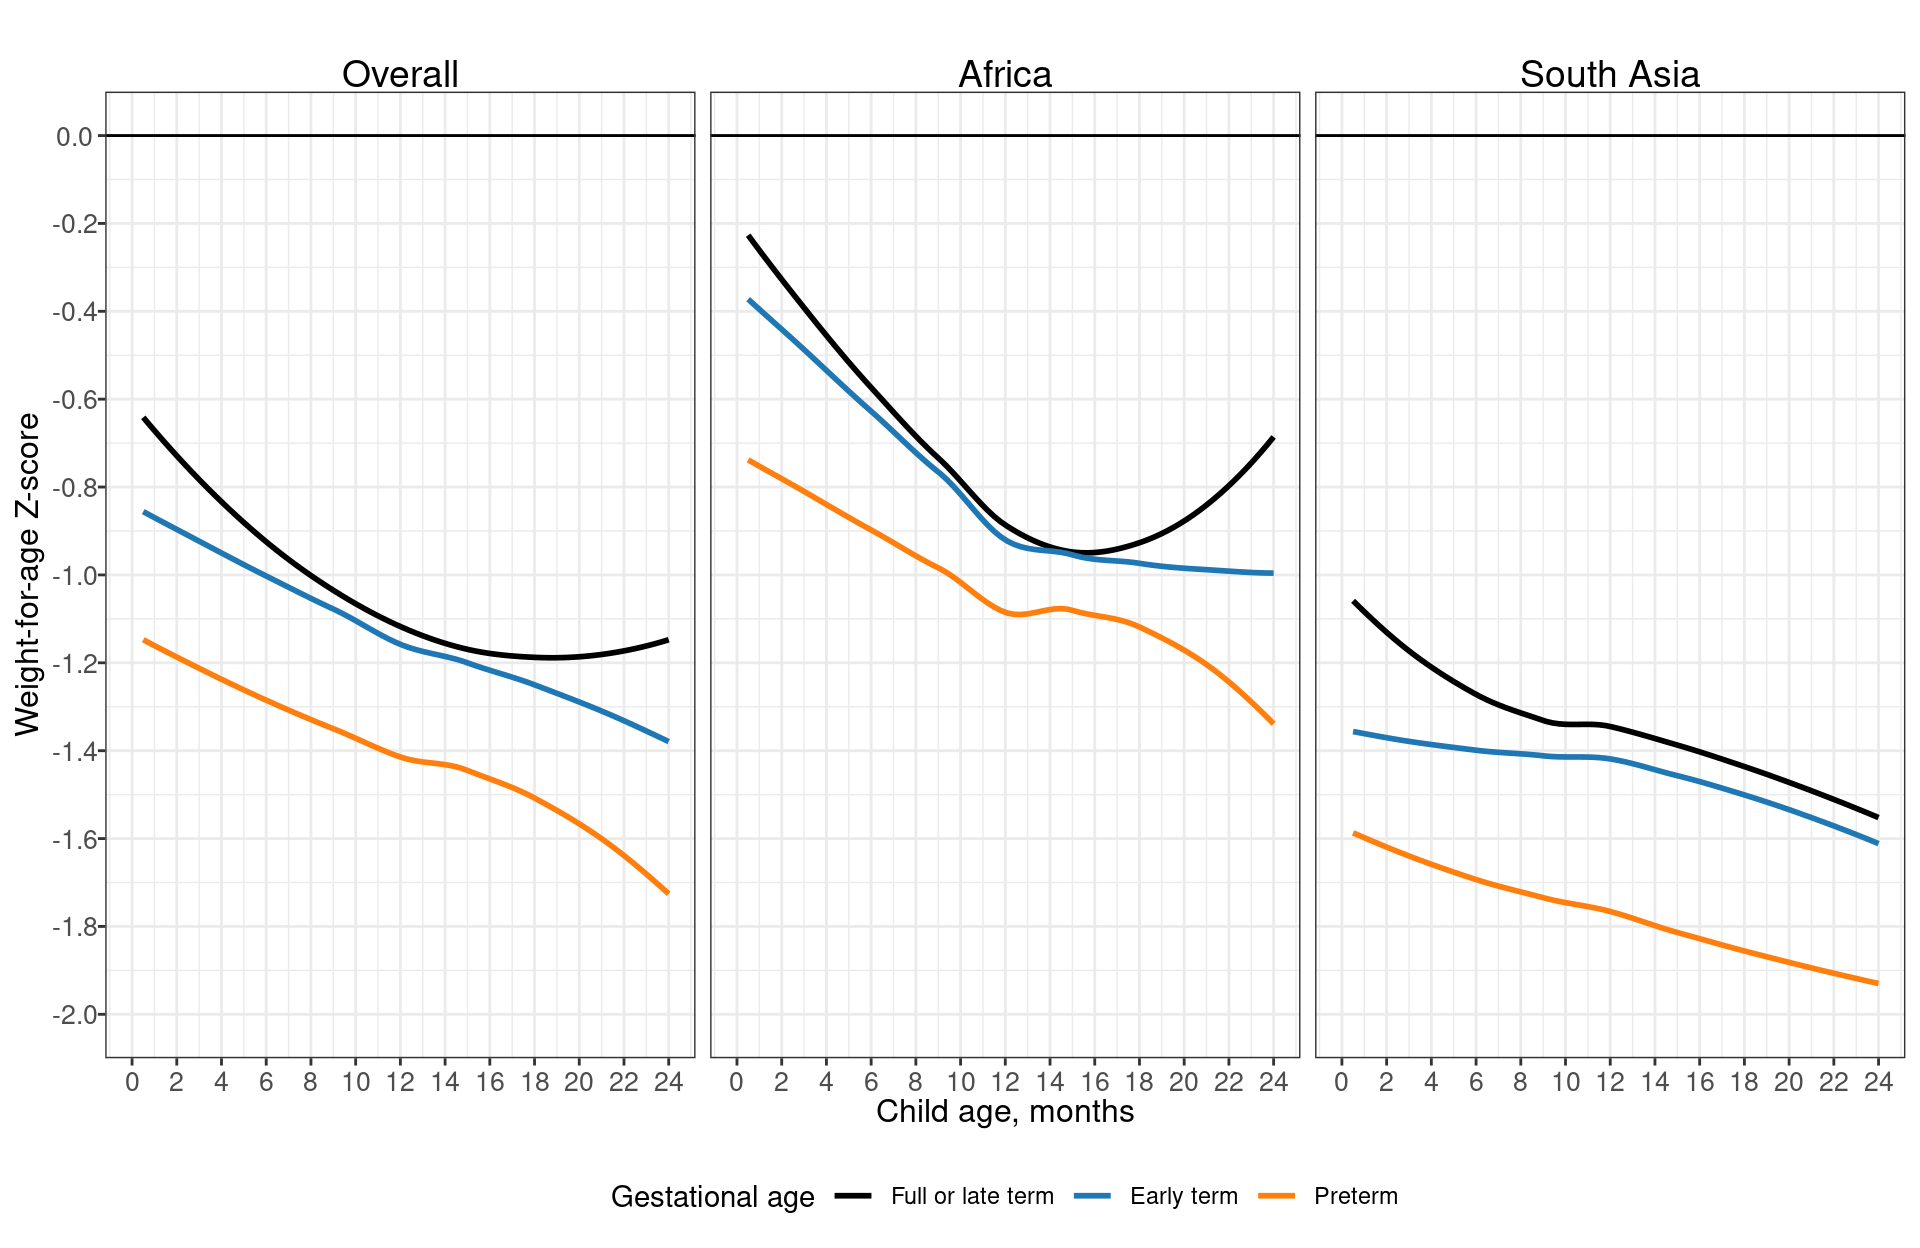 Overall Africa South Asia
Weight-for-age Z-score
0.0
-0.2
-0.4
-0.6
-0.8
-1.0
-1.2
-1.4
-1.6
-1.8
-2.0
0 2 4 6 8 10 12 14 16 18 20 22 24 0 2 4 6 8 10 12 14 16 18 20 22 24 0 2 4 6 8 10 12 14 16 18 20 22 24
Child age, months
Gestational age Full or late term Early term Preterm